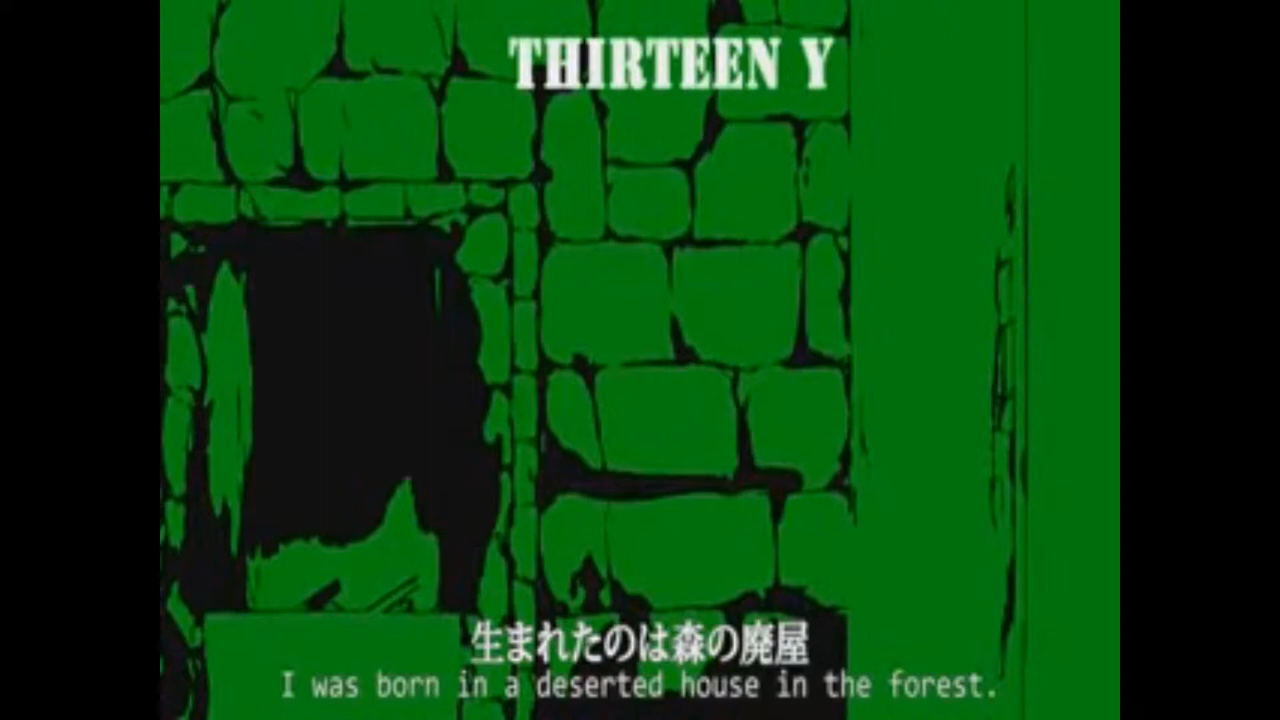 THIRTEEN Y
生まれたのは森の廃屋
I was born in a deserted house in the forest.